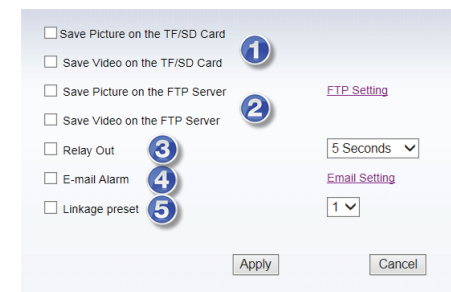 Save Picture on the TF/SD Card
1
Save Video on the TF/SD Card
Save Picture on the FTP Server FTP Setting
2
Save Video on the FTP Server
Relay Out 3 5 Seconds
E-mail Alarm 4 Email Setting
Linkage preset 5 1
Apply Cancel